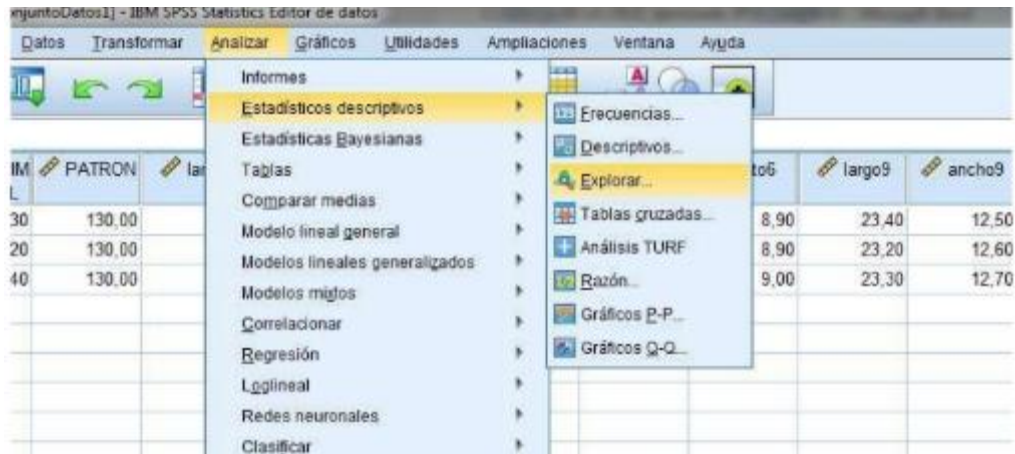 onjuntoDatos1] - IBM SPSS Statistics Editor de datos
Datos Transformar Analizar Gráficos Utilidades Ampliaciones Ventana Ayuda
Informes
Estadísticos descriptivos
Estadísticas Bayesianas
Tablas
Comparar medias
Modelo lineal general
Modelos lineales generalizados
Modelos mixtos
Correlacionar
Regresión
Loglineal
Redes neuronales
Clasificar
Frecuencias...
Descriptivos...
Explorar...
Tablas cruzadas...
Análisis TURF
Razón...
Gráficos P-P...
Gráficos Q-Q...
IM PATRON lar to6 largo9 ancho9
L
30 130,00 8,90 23,40 12,50
20 130,00 8,90 23,20 12,60
40 130,00 9,00 23,30 12,70